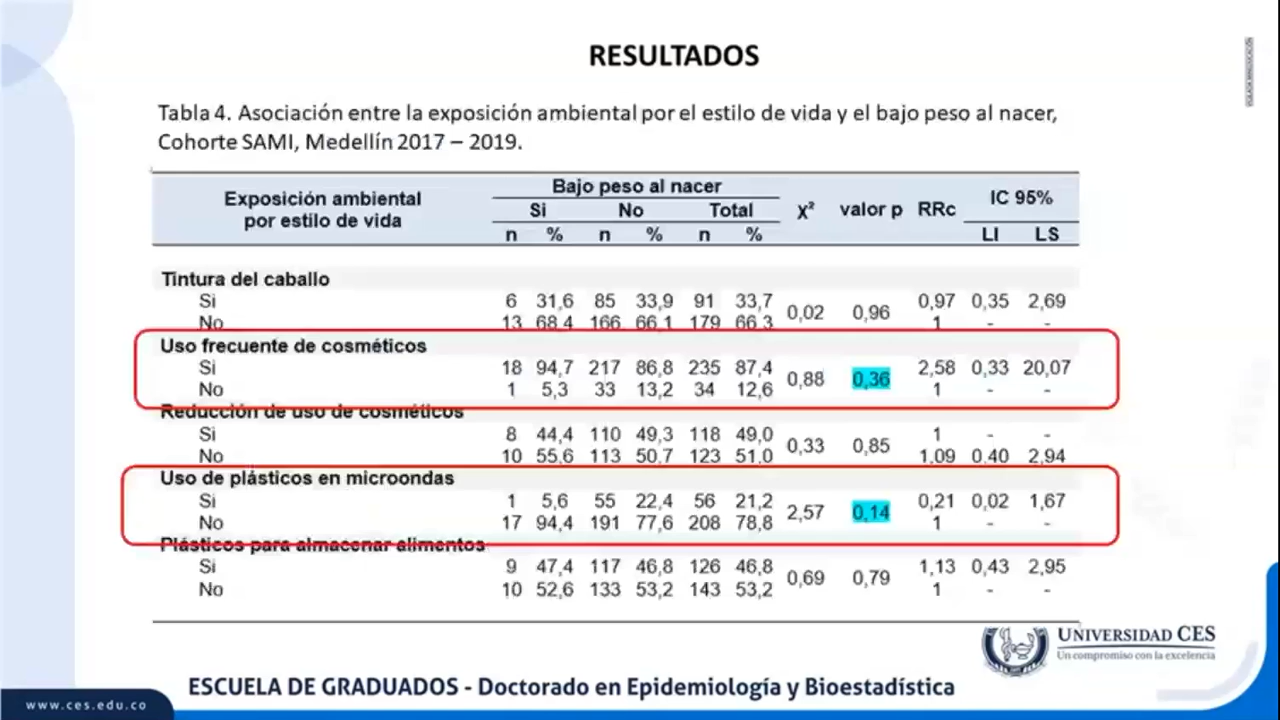 RESULTADOS
VIGILADA MINEDUCACIÓN
Tabla 4. Asociación entre la exposición ambiental por el estilo de vida y el bajo peso al nacer,
Cohorte SAMI, Medellín 2017 – 2019.
Exposición ambiental por estilo de vida Bajo peso al nacer χ² valor p RRc IC 95%
Si No Total
n % n % n % LI LS
Tintura del caballo
Si 6 31,6 85 33,9 91 33,7 0,02 0,96 0,97 0,35 2,69
No 13 68,4 166 66,1 179 66,3 1 - -
Uso frecuente de cosméticos
Si 18 94,7 217 86,8 235 87,4 0,88 0,36 2,58 0,33 20,07
No 1 5,3 33 13,2 34 12,6 1 - -
Reducción de uso de cosméticos
Si 8 44,4 110 49,3 118 49,0 0,33 0,85 1 - -
No 10 55,6 113 50,7 123 51,0 1,09 0,40 2,94
Uso de plásticos en microondas
Si 1 5,6 55 22,4 56 21,2 2,57 0,14 0,21 0,02 1,67
No 17 94,4 191 77,6 208 78,8 1 - -
Plásticos para almacenar alimentos
Si 9 47,4 117 46,8 126 46,8 0,69 0,79 1,13 0,43 2,95
No 10 52,6 133 53,2 143 53,2 1 - -
UNIVERSIDAD CES
Un compromiso con la excelencia
ESCUELA DE GRADUADOS - Doctorado en Epidemiología y Bioestadística
www.ces.edu.co